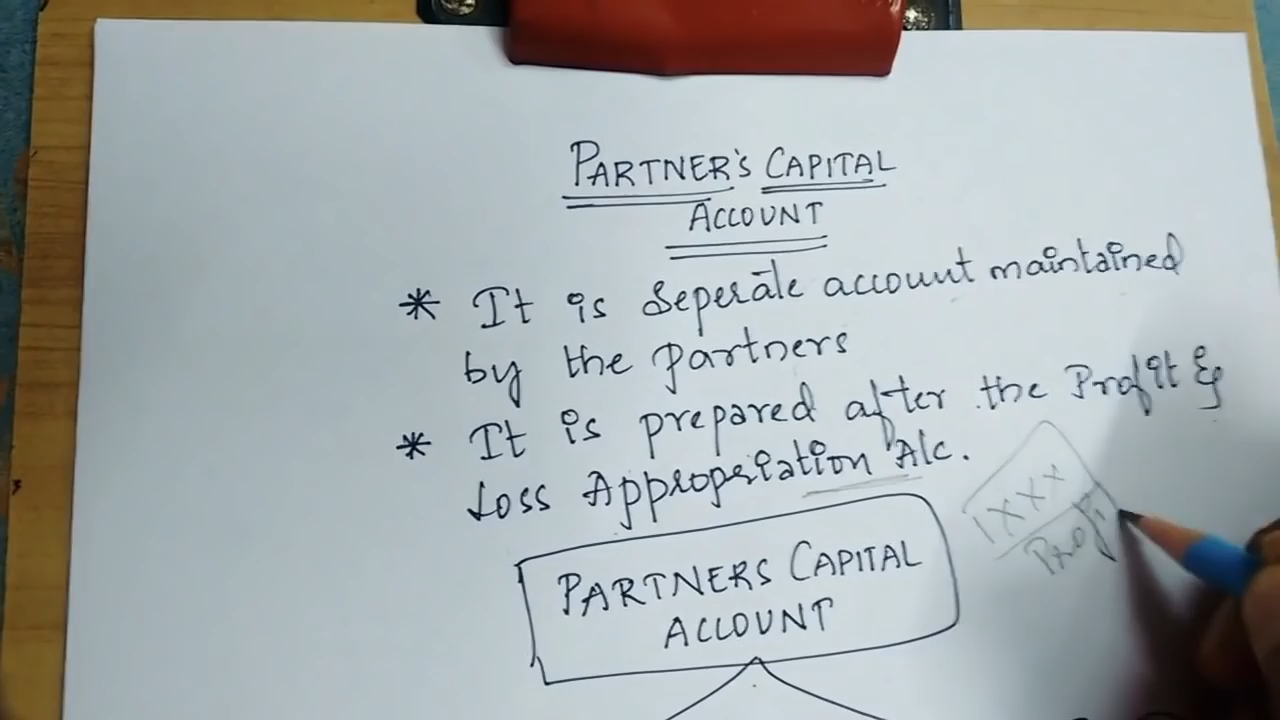 PARTNER'S CAPITAL
ACCOUNT
* It is Seperate account maintained
by the partners
* It is prepared after the Profit &
Loss Appropriation A/c.
PARTNERS CAPITAL
ACCOUNT
1XXX